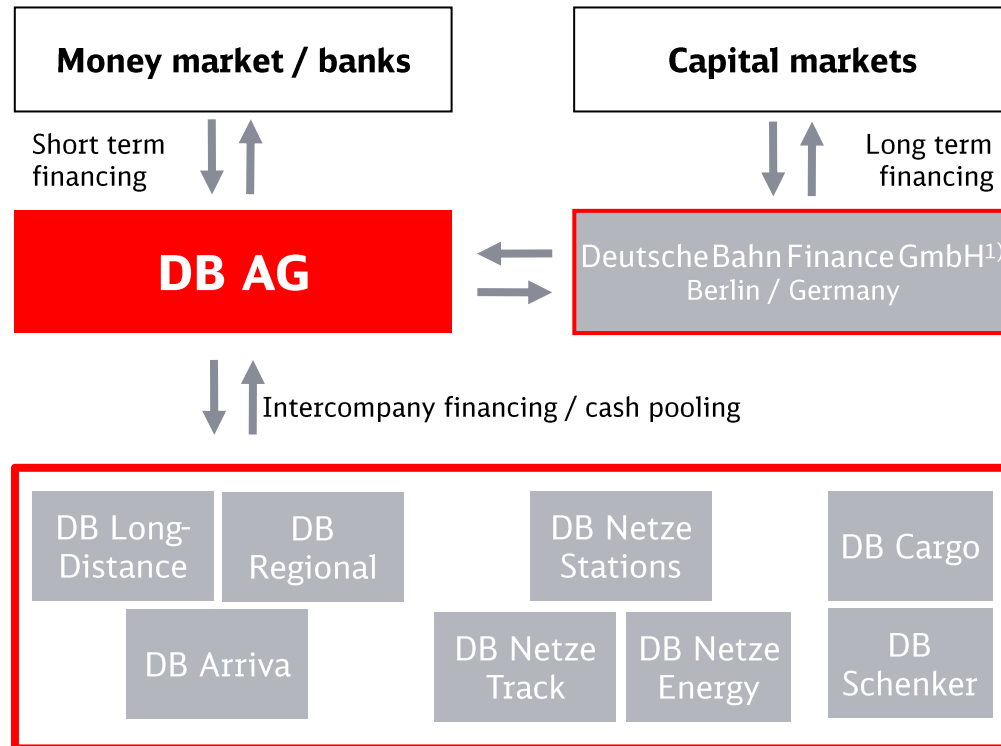 Money market / banks
Capital markets
Short term
financing
Long term
financing
DB AG
Deutsche Bahn Finance GmbH1)
Berlin / Germany
Intercompany financing / cash pooling
DB Long-
Distance
DB
Regional
DB Arriva
DB Netze
Stations
DB Netze
Track
DB Netze
Energy
DB Cargo
DB
Schenker